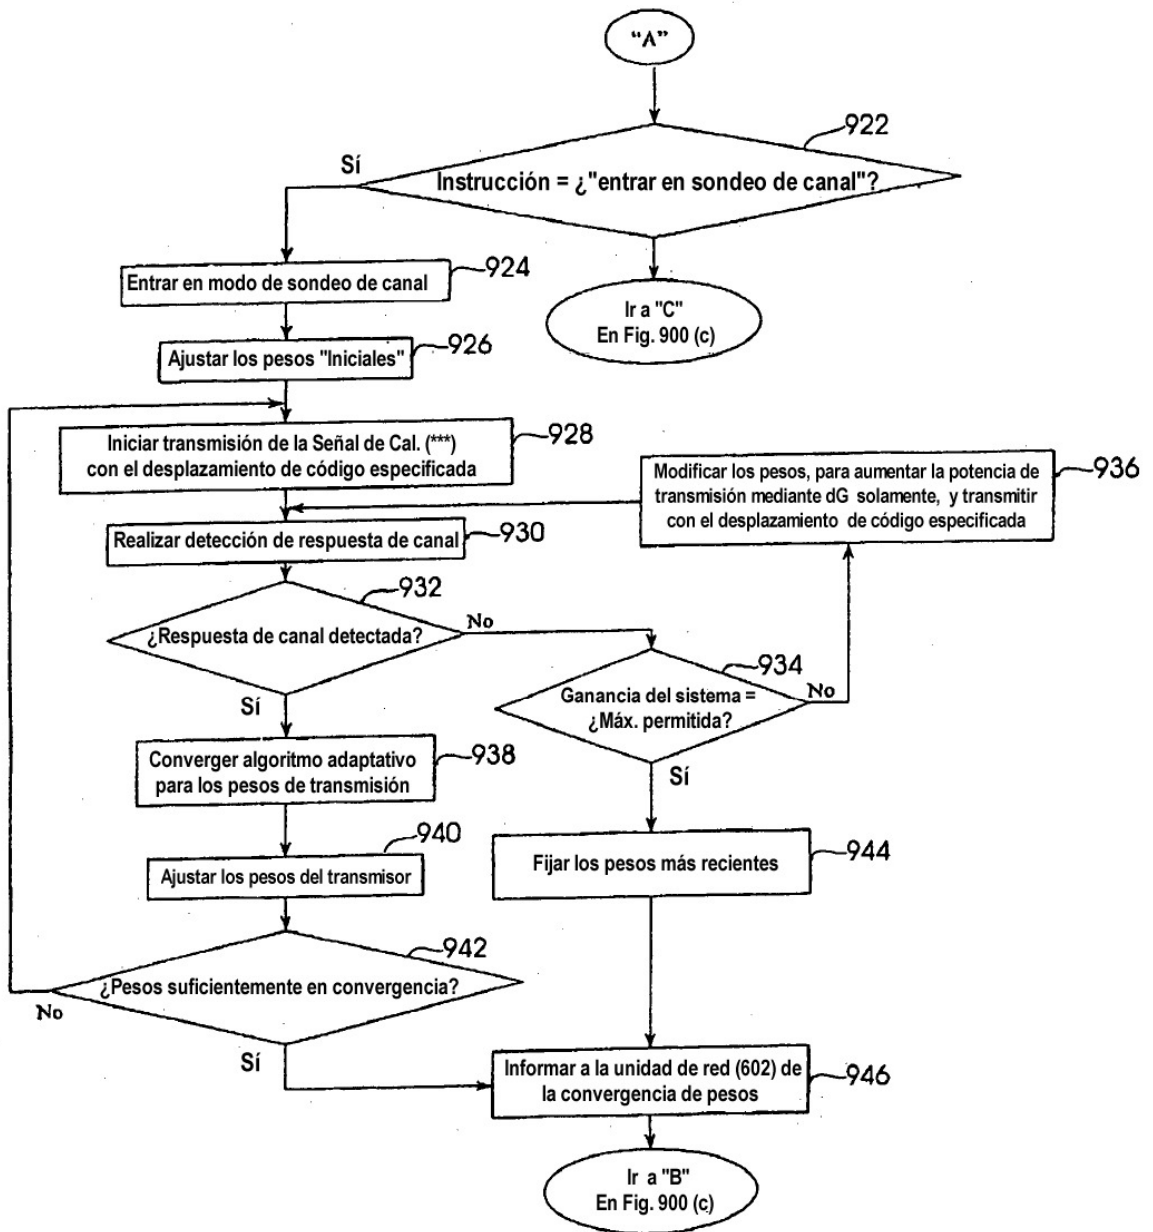 “A”
922
Sí
Instrucción = ¿"entrar en sondeo de canal"?
Entrar en modo de sondeo de canal
924
Ir a "C"
En Fig. 900 (c)
Ajustar los pesos "Iniciales"
926
Iniciar transmisión de la Señal de Cal. (***)
con el desplazamiento de código especificada
928
Modificar los pesos, para aumentar la potencia de
transmisión mediante dG solamente, y transmitir
con el desplazamiento de código especificada
936
Realizar detección de respuesta de canal
930
932
¿Respuesta de canal detectada?
No
934
Ganancia del sistema =
¿Máx. permitida?
No
Sí
Sí
Converger algoritmo adaptativo
para los pesos de transmisión
938
940
Ajustar los pesos del transmisor
Fijar los pesos más recientes
944
942
¿Pesos suficientemente en convergencia?
No
Sí
Informar a la unidad de red (602) de
la convergencia de pesos
946
Ir a "B"
En Fig. 900 (c)